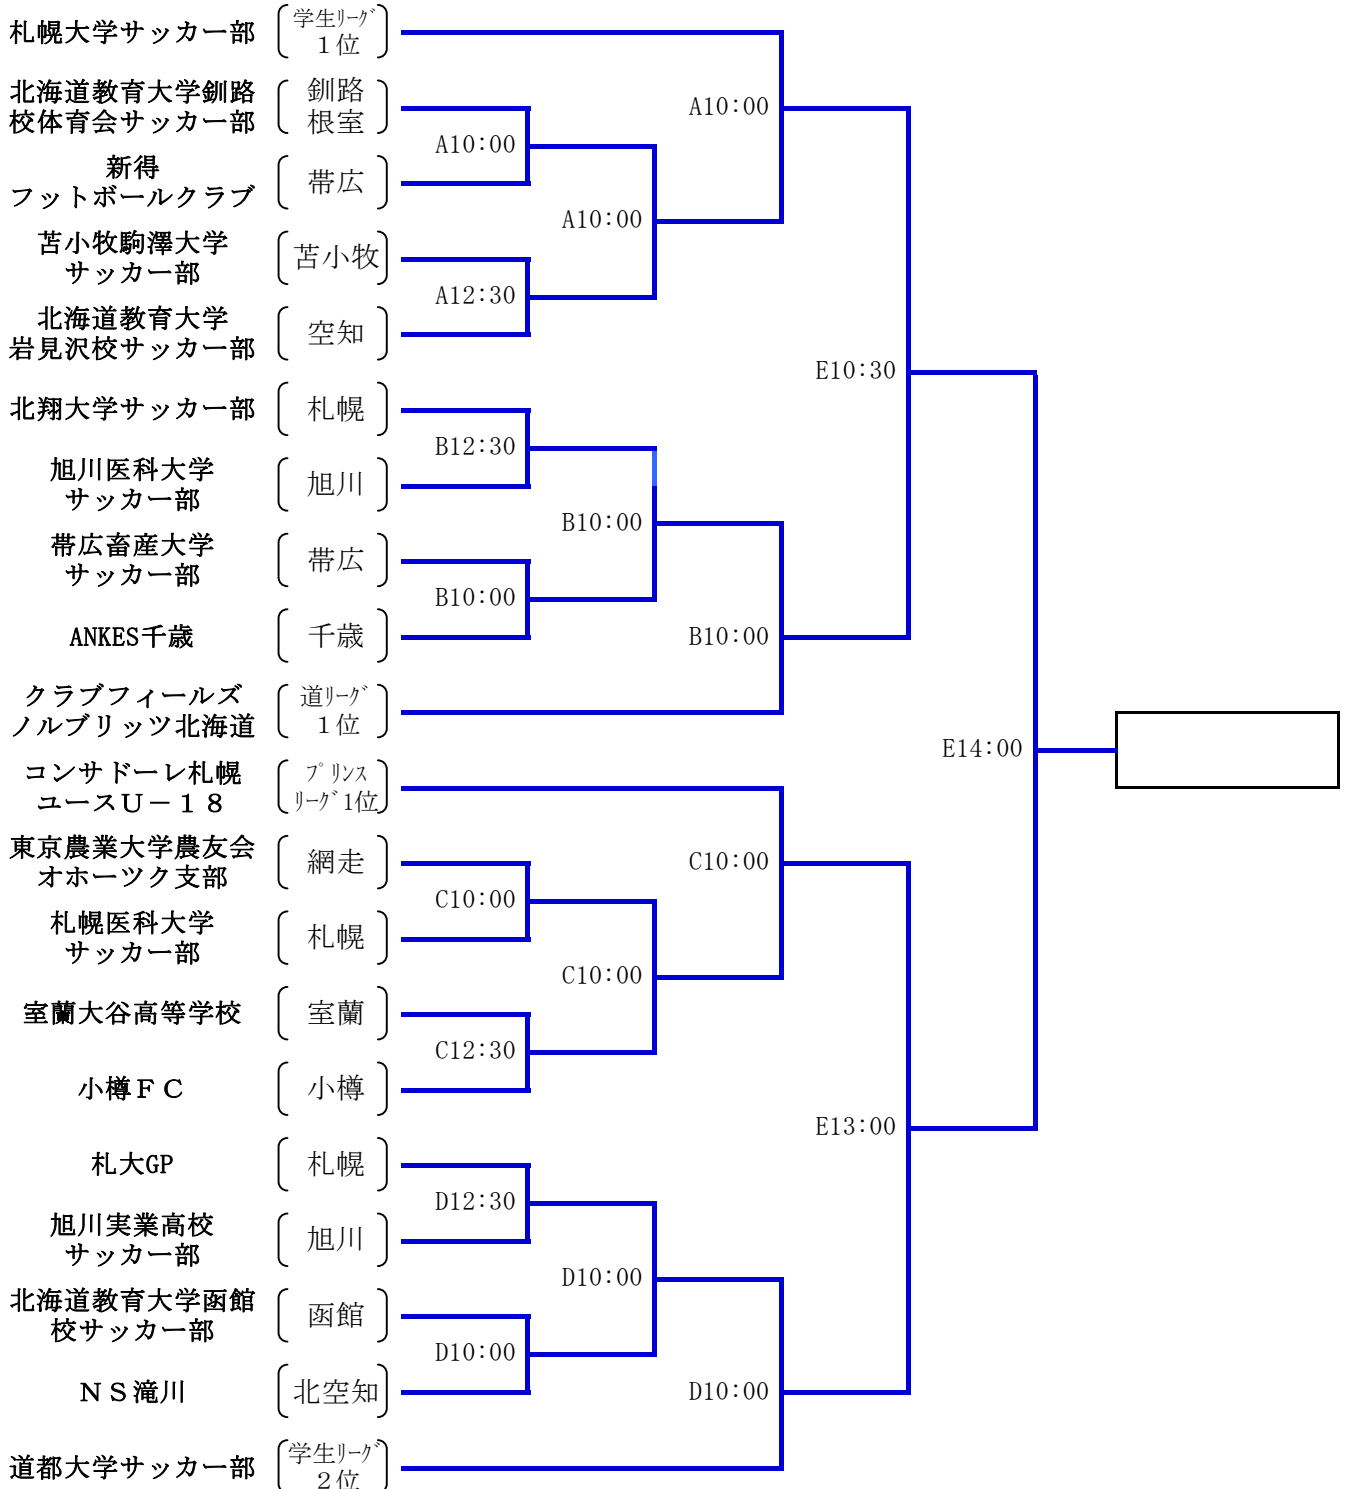 札幌大学サッカー部
学生ﾘｰｸﾞ
１位
北海道教育大学釧路
校体育会サッカー部
釧路
根室
A10:00
A10:00
新得
フットボールクラブ
帯広
A10:00
苫小牧駒澤大学
サッカー部
苫小牧
A12:30
北海道教育大学
岩見沢校サッカー部
空知
E10:30
北翔大学サッカー部
札幌
B12:30
旭川医科大学
サッカー部
旭川
B10:00
帯広畜産大学
サッカー部
帯広
B10:00
ANKES千歳
千歳
B10:00
クラブフィールズ
ノルブリッツ北海道
道ﾘｰｸﾞ
１位
E14:00
コンサドーレ札幌
ユースＵ－１８
ﾌﾟﾘﾝｽ
ﾘｰｸﾞ1位
東京農業大学農友会
オホーツク支部
網走
C10:00
C10:00
札幌医科大学
サッカー部
札幌
C10:00
室蘭大谷高等学校
室蘭
C12:30
小樽ＦＣ
小樽
E13:00
札大GP
札幌
D12:30
旭川実業高校
サッカー部
旭川
D10:00
北海道教育大学函館
校サッカー部
函館
D10:00
ＮＳ滝川
北空知
D10:00
道都大学サッカー部
学生ﾘｰｸﾞ
２位